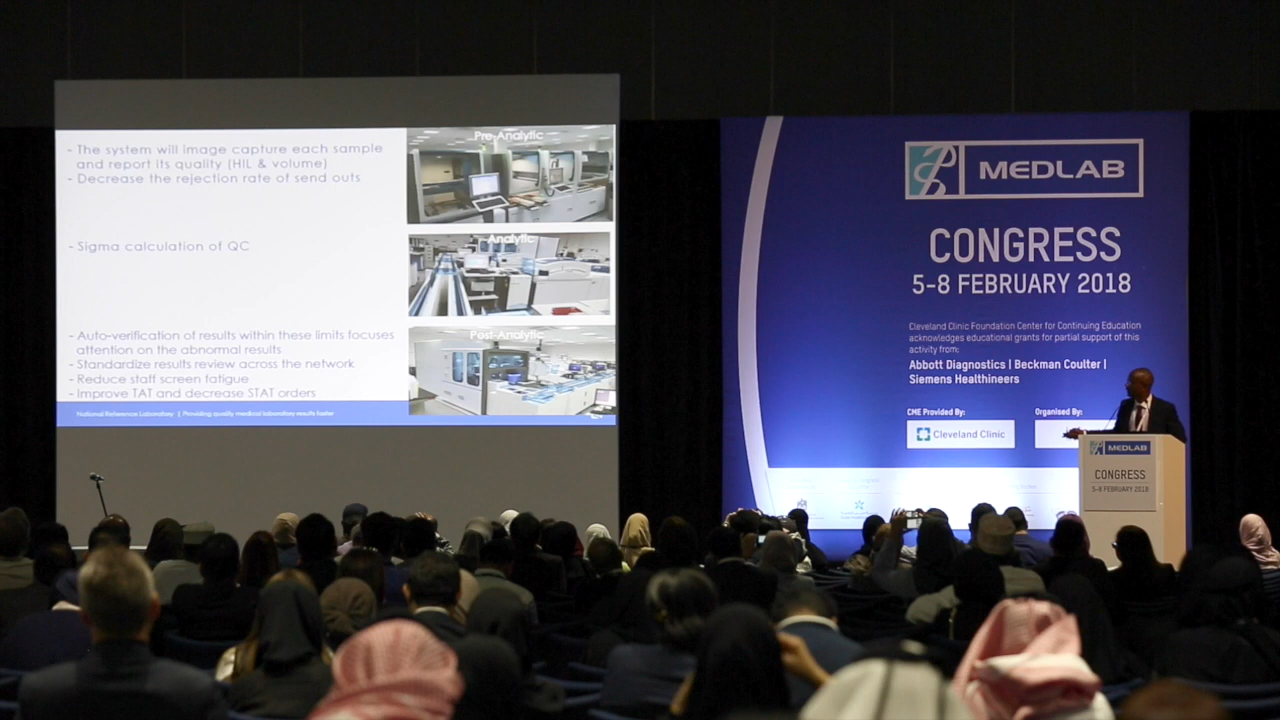 - The system will image capture each sample
and report its quality (HIL & volume)
- Decrease the rejection rate of send outs
Pre-Analytic
- Sigma calculation of QC
Analytic
- Auto-verification of results within these limits focuses
attention on the abnormal results
- Standardize results review across the network
- Reduce staff screen fatigue
- Improve TAT and decrease STAT orders
Post-Analytic
National Reference Laboratory | Providing quality medical laboratory results faster
MEDLAB
CONGRESS
5-8 FEBRUARY 2018
Cleveland Clinic Foundation Center for Continuing Education
acknowledges educational grants for partial support of this
activity from:
Abbott Diagnostics | Beckman Coulter |
Siemens Healthineers
CME Provided By:
Cleveland Clinic
Organised By:
MEDLAB
CONGRESS
5-8 FEBRUARY 2018